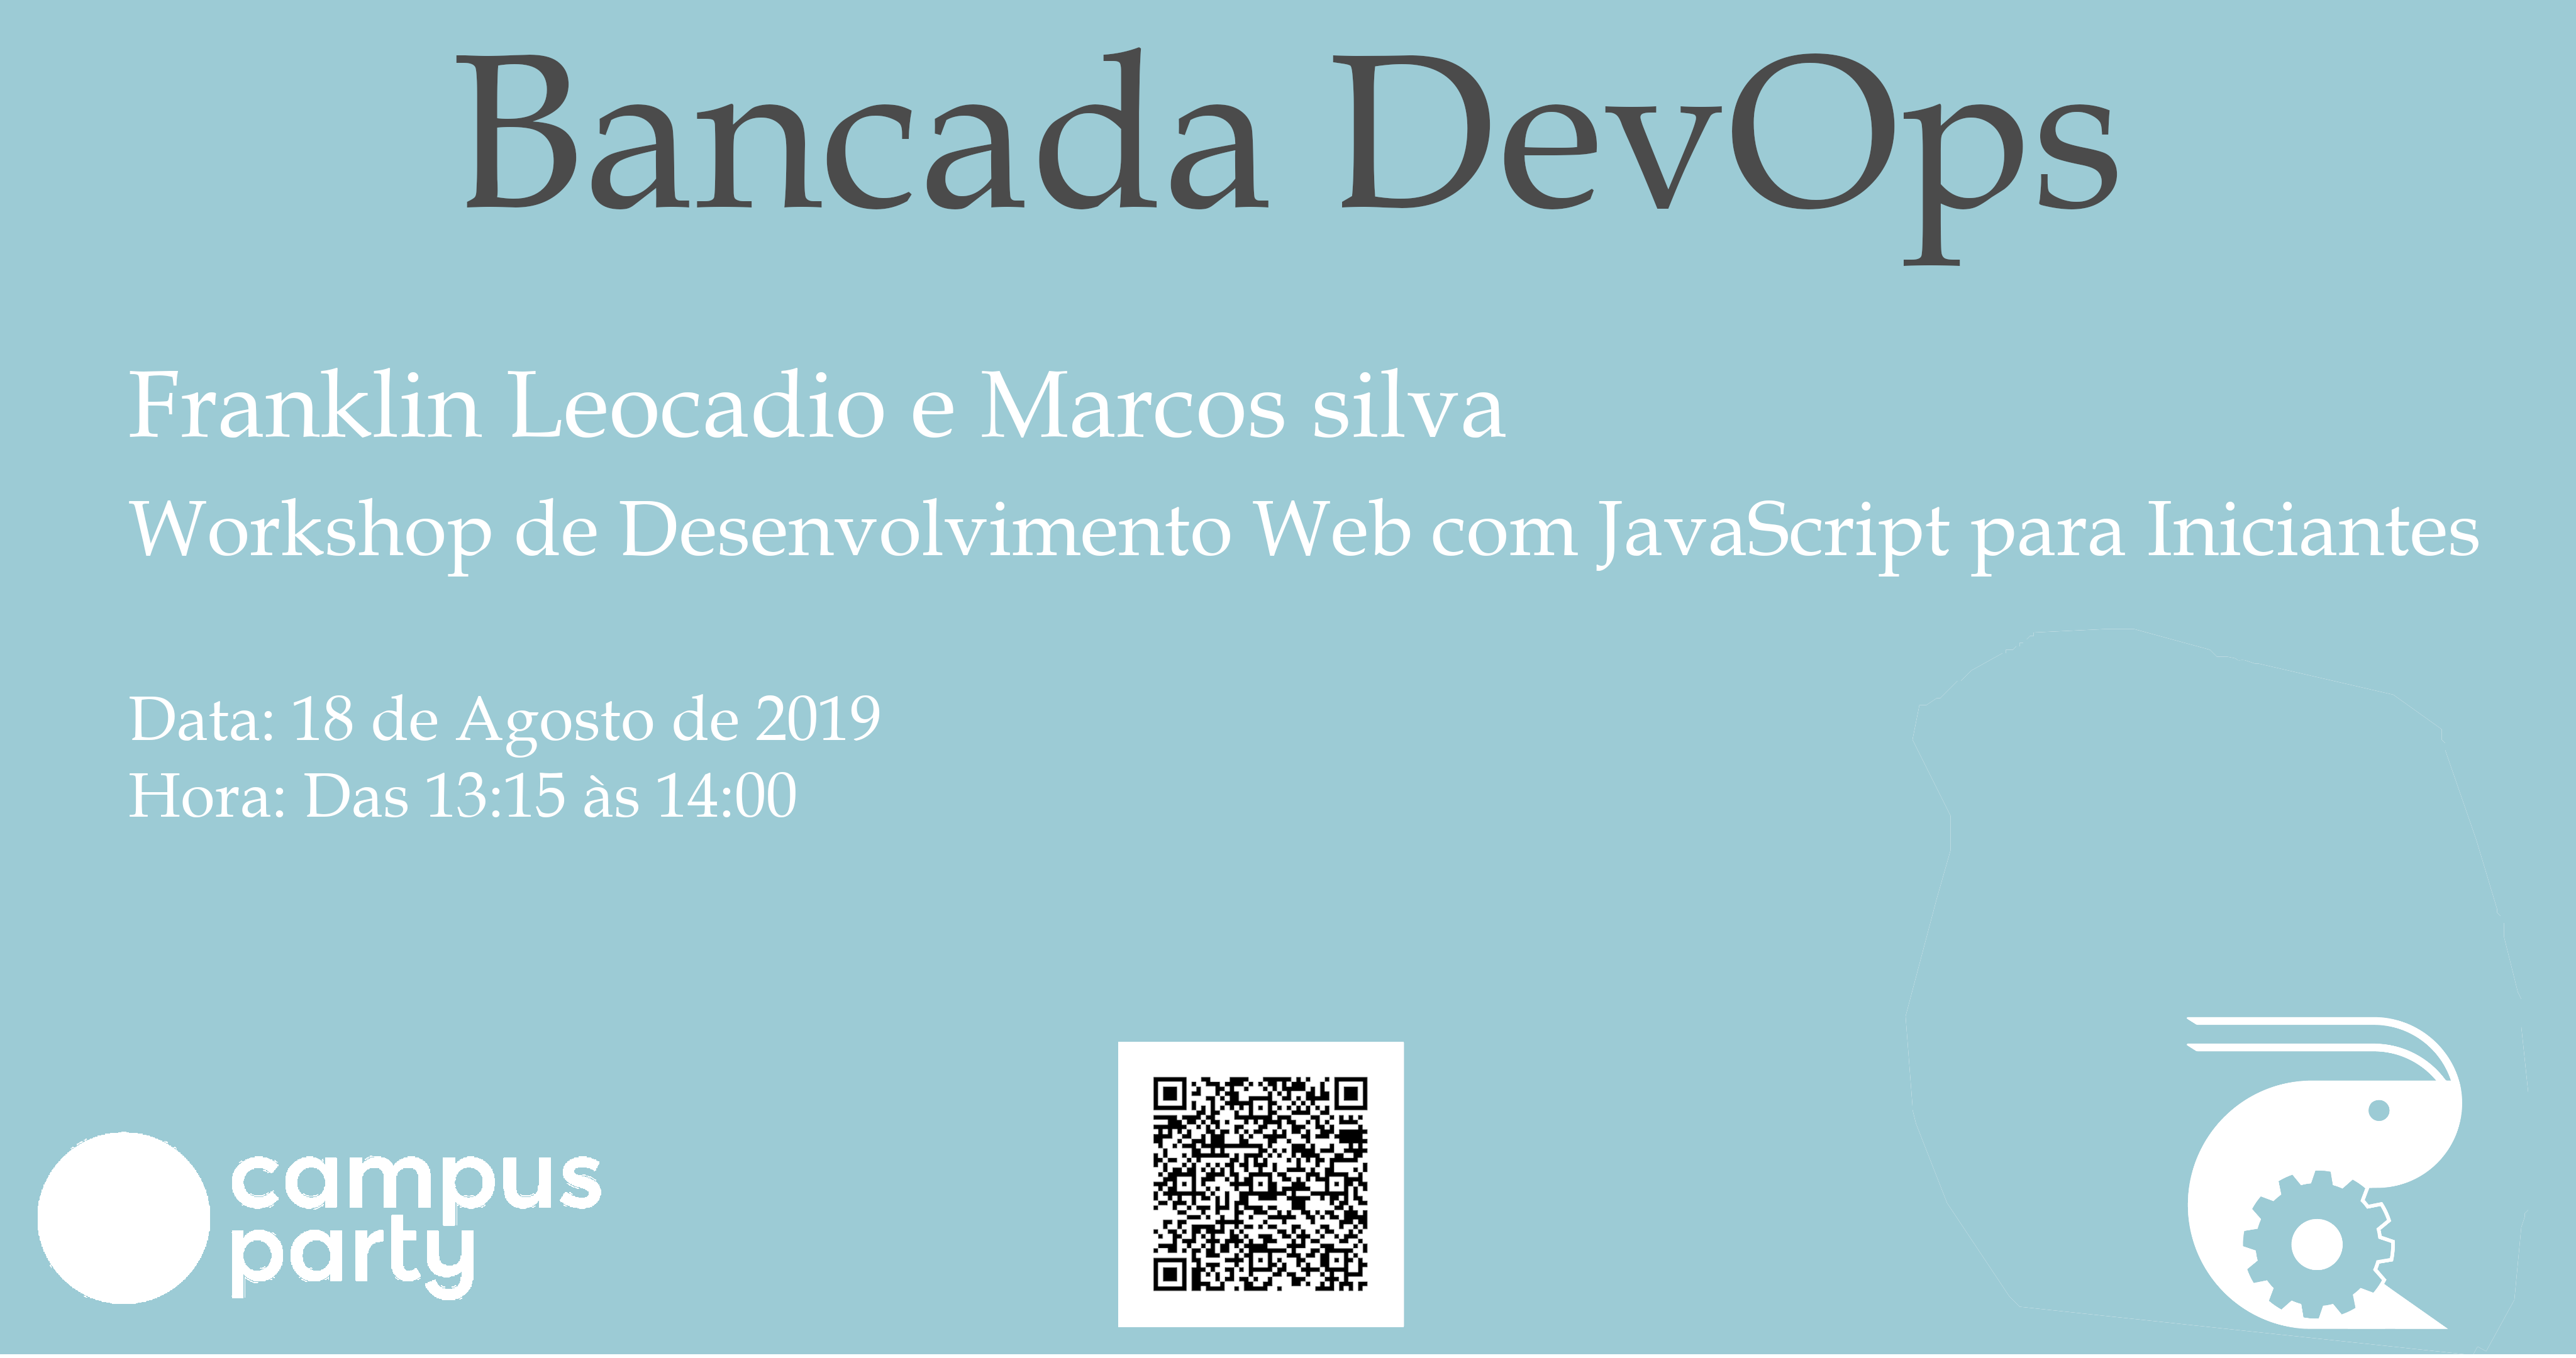 Bancada DevOps
Franklin Leocadio e Marcos silva
Workshop de Desenvolvimento Web com JavaScript para Iniciantes
Data: 18 de Agosto de 2019
Hora: Das 13:15 às 14:00
campus
party